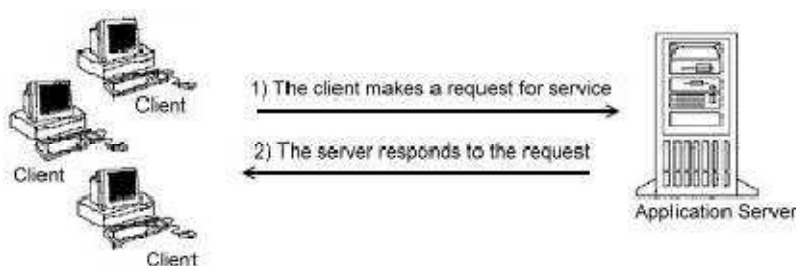 Client
1) The client makes a request for service
Client
2) The server responds to the request
Application Server
Client